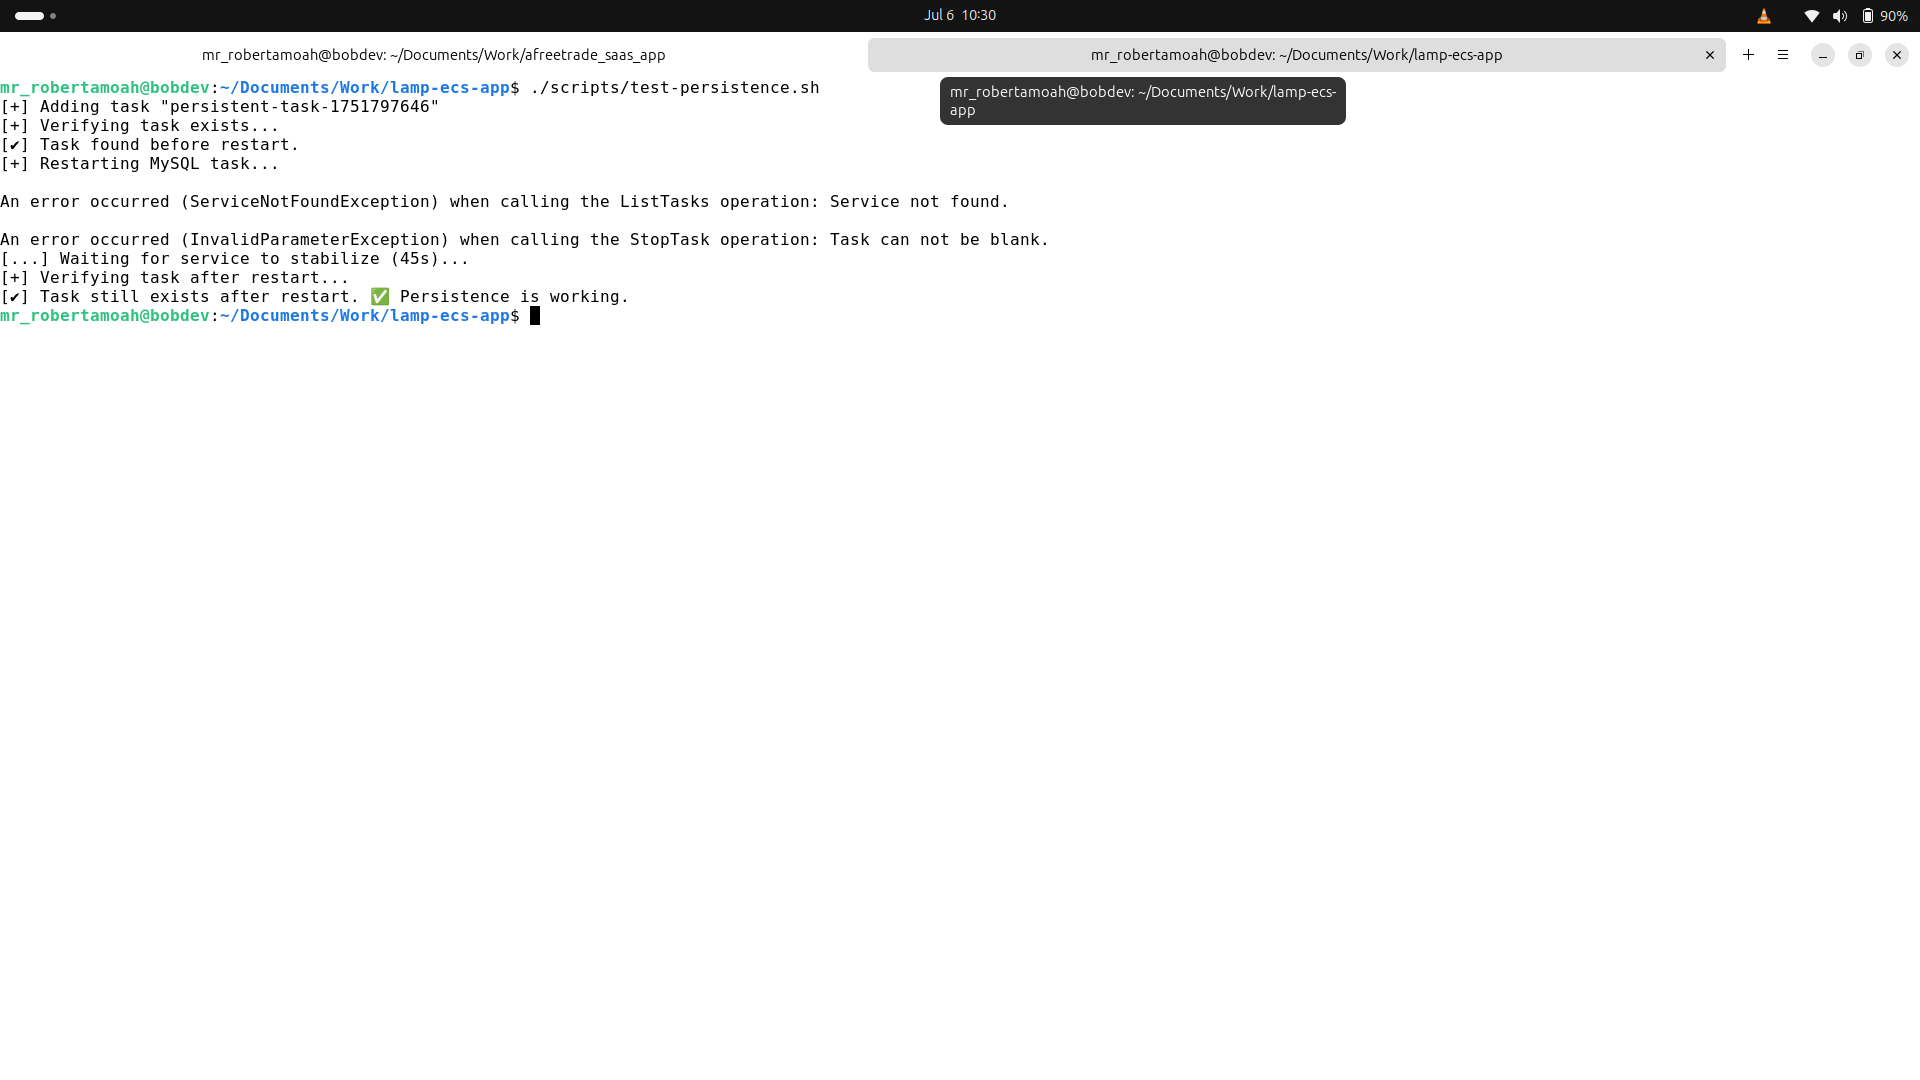 Jul 6 10:30
90%
mr_robertamoah@bobdev: ~/Documents/Work/afreetrade_saas_app
mr_robertamoah@bobdev: ~/Documents/Work/lamp-ecs-app
mr_robertamoah@bobdev: ~/Documents/Work/lamp-ecs-
app
mr_robertamoah@bobdev:~/Documents/Work/lamp-ecs-app$ ./scripts/test-persistence.sh
[+] Adding task "persistent-task-1751797646"
[+] Verifying task exists...
[✔] Task found before restart.
[+] Restarting MySQL task...
An error occurred (ServiceNotFoundException) when calling the ListTasks operation: Service not found.
An error occurred (InvalidParameterException) when calling the StopTask operation: Task can not be blank.
[...] Waiting for service to stabilize (45s)...
[+] Verifying task after restart...
[✔] Task still exists after restart. ✅ Persistence is working.
mr_robertamoah@bobdev:~/Documents/Work/lamp-ecs-app$